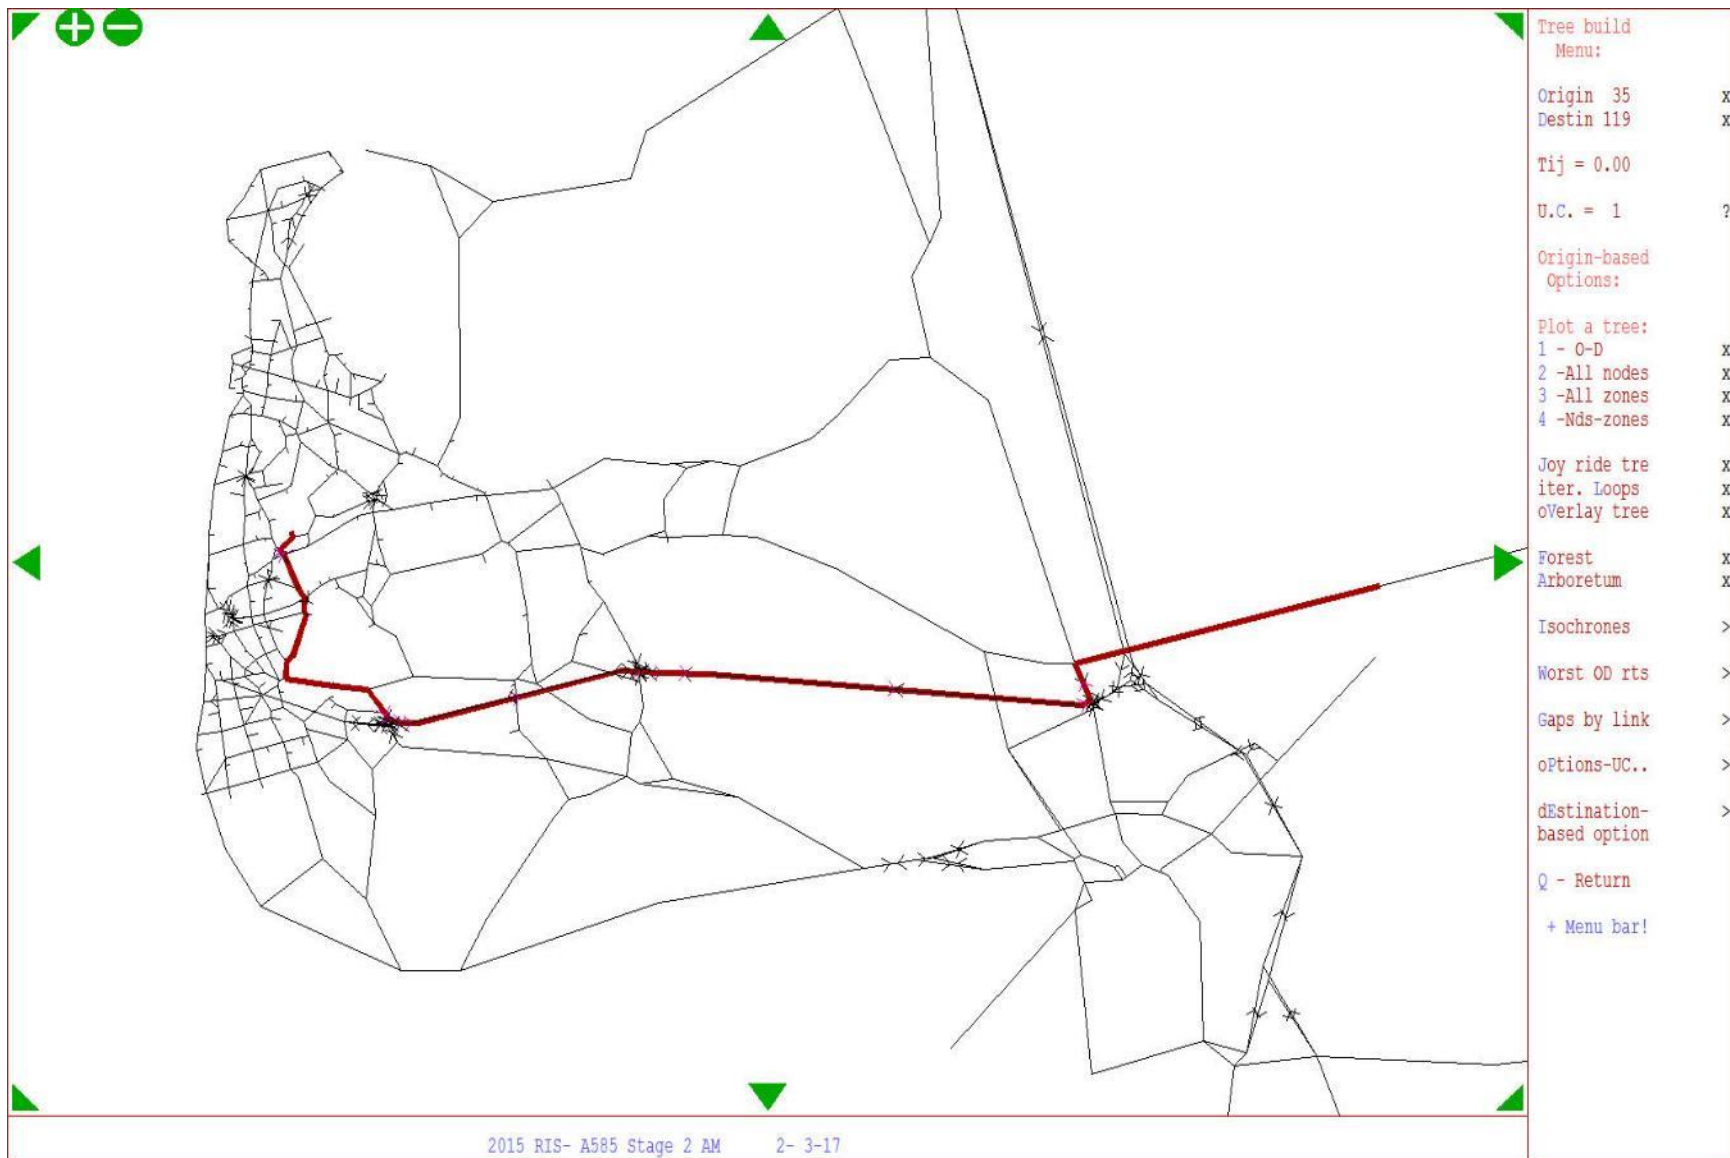 Tree build
Menu:
Origin 35 x
Destin 119 x
Tij = 0.00
U.C. = 1 ?
Origin-based
Options:
Plot a tree:
1 - O-D x
2 -All nodes x
3 -All zones x
4 -Nds-zones x
Joy ride tre x
iter. Loops x
oVerlay tree x
Forest x
Arboretum x
Isochrones >
Worst OD rts >
Gaps by link >
oPtions-UC.. >
dEstination- >
based option
Q - Return
+ Menu bar!
2015 RIS- A585 Stage 2 AM 2- 3-17